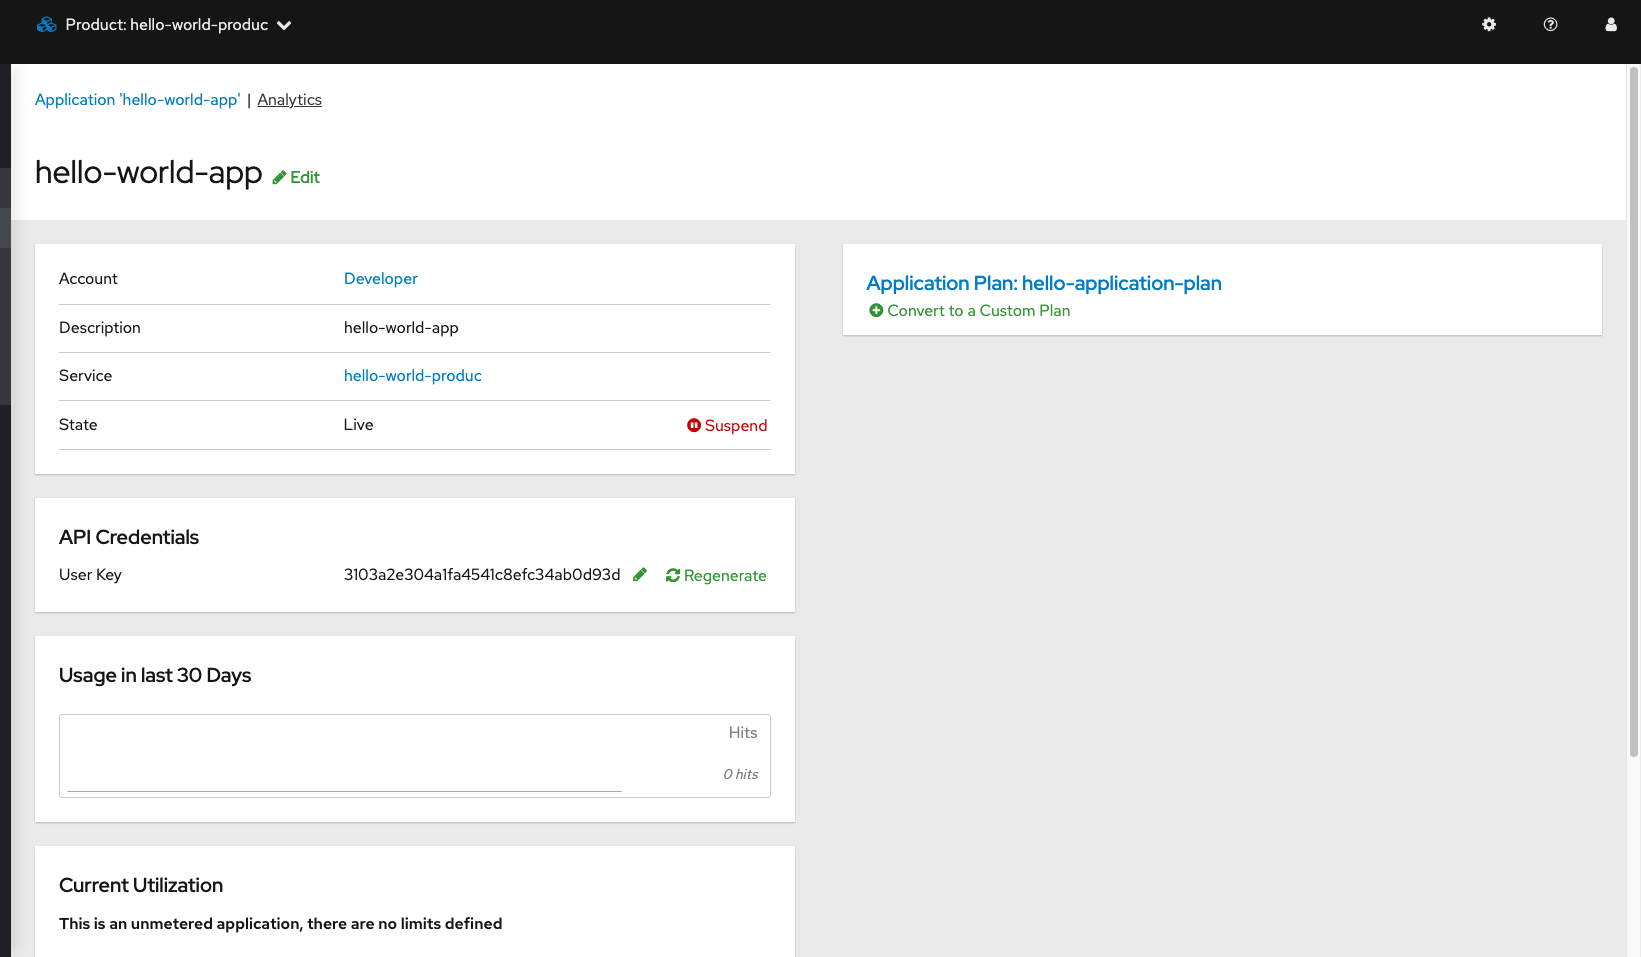 Product: hello-world-produc
Application 'hello-world-app' | Analytics
hello-world-app Edit
Account Developer
Description hello-world-app
Service hello-world-produc
State Live Suspend
API Credentials
User Key 3103a2e304a1fa4541c8efc34ab0d93d Regenerate
Usage in last 30 Days
Hits
0 hits
Current Utilization
This is an unmetered application, there are no limits defined
Application Plan: hello-application-plan
Convert to a Custom Plan